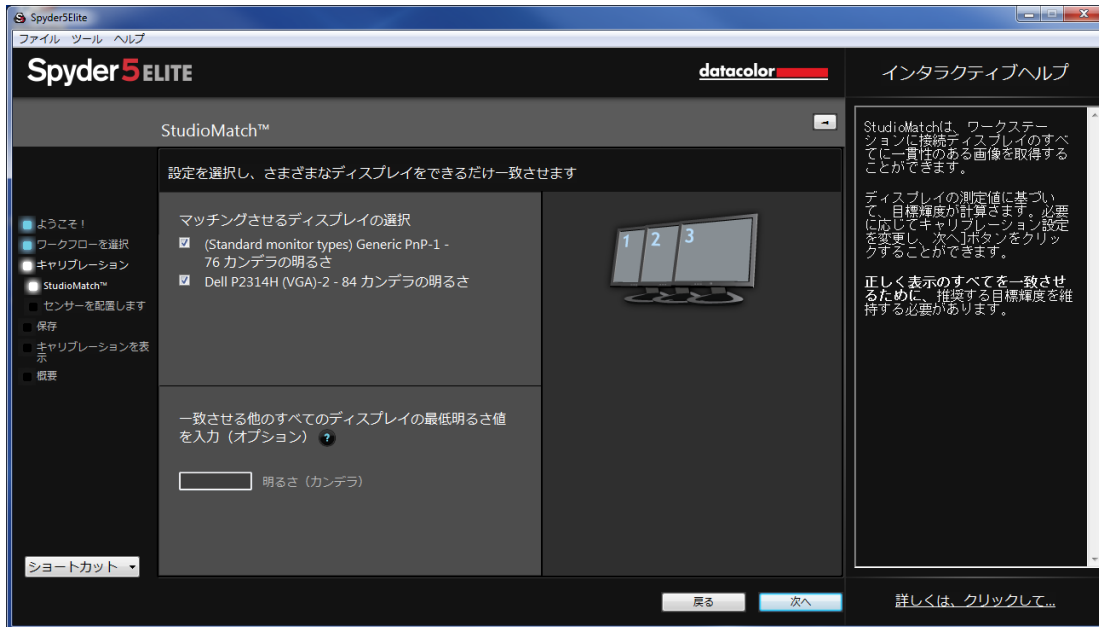 Spyder5Elite
ファイル ツール ヘルプ
Spyder5ELITE
datacolor
インタラクティブヘルプ
StudioMatch™
設定を選択し、さまざまなディスプレイをできるだけ一致させます
ようこそ！
ワークフローを選択
キャリブレーション
StudioMatch™
センサーを配置します
保存
キャリブレーションを表
示
概要
マッチングさせるディスプレイの選択
(Standard monitor types) Generic PnP-1 -
76 カンデラの明るさ
Dell P2314H (VGA)-2 - 84 カンデラの明るさ
1 2 3
一致させる他のすべてのディスプレイの最低明るさ値
を入力（オプション） ?
明るさ（カンデラ）
StudioMatchは、ワークステー
ションに接続ディスプレイのすべ
てに一貫性のある画像を取得する
ことができます。
ディスプレイの測定値に基づい
て、目標輝度が計算さます。必要
に応じてキャリブレーション設定
を変更し、次へ]ボタンをクリッ
クすることができます。
正しく表示のすべてを一致させ
るために、推奨する目標輝度を維
持する必要があります。
ショートカット
戻る
次へ
詳しくは、クリックして...